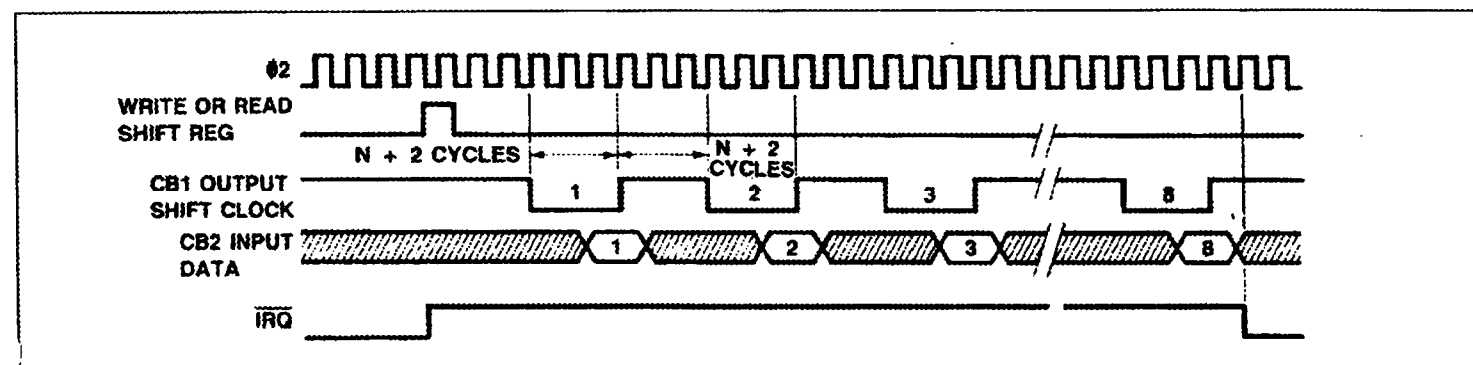 ϕ2
WRITE OR READ
SHIFT REG
N + 2 CYCLES
N + 2
CYCLES
CB1 OUTPUT
SHIFT CLOCK
1 2 3 8
CB2 INPUT
DATA
1 2 3 8
IRQ